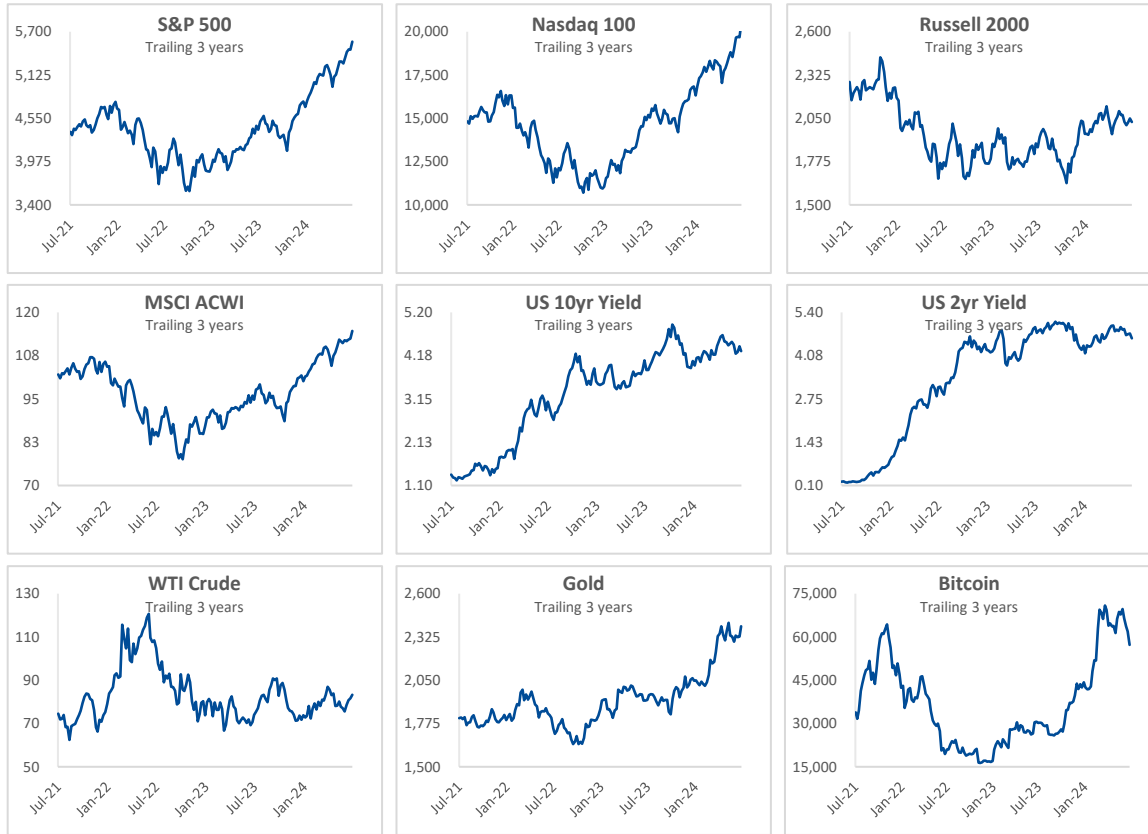 S&P 500
Trailing 3 years
5,700
5,125
4,550
3,975
3,400
Jul-21
Jan-22
Jul-22
Jan-23
Jul-23
Jan-24
Nasdaq 100
Trailing 3 years
20,000
17,500
15,000
12,500
10,000
Jul-21
Jan-22
Jul-22
Jan-23
Jul-23
Jan-24
Russell 2000
Trailing 3 years
2,600
2,325
2,050
1,775
1,500
Jul-21
Jan-22
Jul-22
Jan-23
Jul-23
Jan-24
MSCI ACWI
Trailing 3 years
120
108
95
83
70
Jul-21
Jan-22
Jul-22
Jan-23
Jul-23
Jan-24
US 10yr Yield
Trailing 3 years
5.20
4.18
3.15
2.13
1.10
Jul-21
Jan-22
Jul-22
Jan-23
Jul-23
Jan-24
US 2yr Yield
Trailing 3 years
5.40
4.08
2.75
1.43
0.10
Jul-21
Jan-22
Jul-22
Jan-23
Jul-23
Jan-24
WTI Crude
Trailing 3 years
130
110
90
70
50
Jul-21
Jan-22
Jul-22
Jan-23
Jul-23
Jan-24
Gold
Trailing 3 years
2,600
2,325
2,050
1,775
1,500
Jul-21
Jan-22
Jul-22
Jan-23
Jul-23
Jan-24
Bitcoin
Trailing 3 years
75,000
60,000
45,000
30,000
15,000
Jul-21
Jan-22
Jul-22
Jan-23
Jul-23
Jan-24